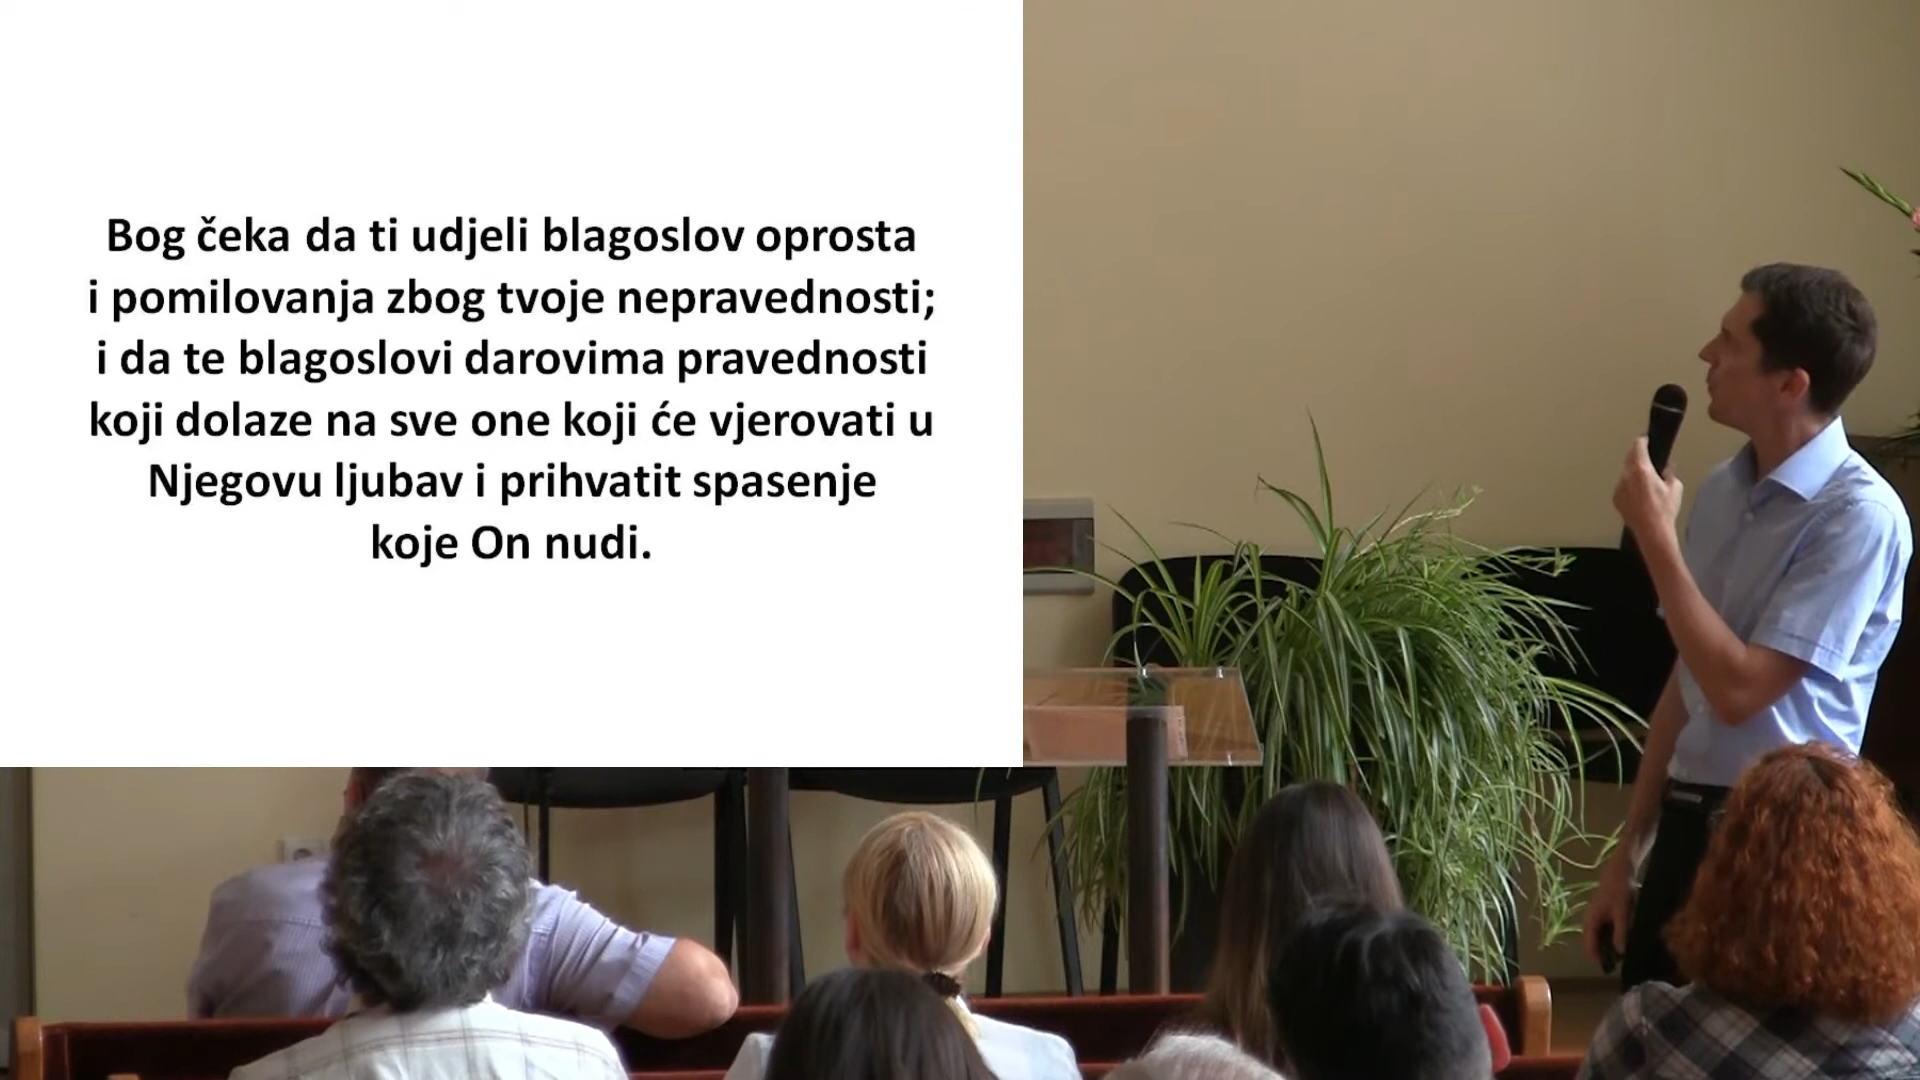 Bog čeka da ti udjeli blagoslov oprosta
i pomilovanja zbog tvoje nepravednosti;
i da te blagoslovi darovima pravednosti
koji dolaze na sve one koji će vjerovati u
Njegovu ljubav i prihvatit spasenje
koje On nudi.